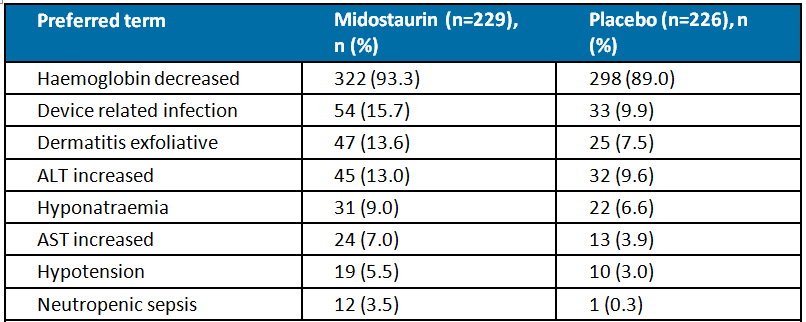 Preferred term Midostaurin (n=229), n (%) Placebo (n=226), n (%)
Haemoglobin decreased 322 (93.3) 298 (89.0)
Device related infection 54 (15.7) 33 (9.9)
Dermatitis exfoliative 47 (13.6) 25 (7.5)
ALT increased 45 (13.0) 32 (9.6)
Hyponatraemia 31 (9.0) 22 (6.6)
AST increased 24 (7.0) 13 (3.9)
Hypotension 19 (5.5) 10 (3.0)
Neutropenic sepsis 12 (3.5) 1 (0.3)